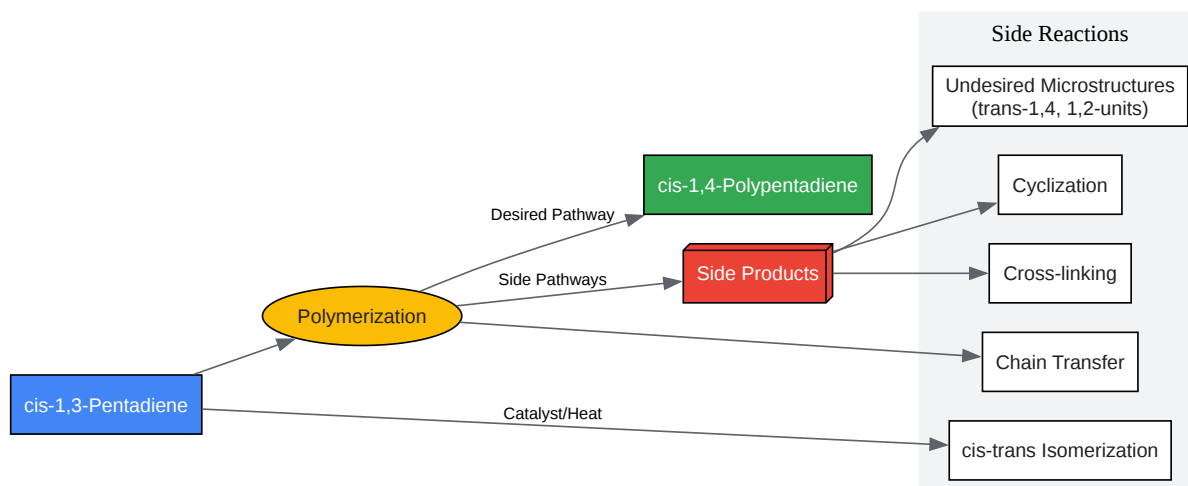 Side Reactions
Undesired Microstructures
(trans-1,4, 1,2-units)
cis-1,4-Polypentadiene
Cyclization
Desired Pathway
Side Products
Cross-linking
Side Pathways
Polymerization
Chain Transfer
cis-1,3-Pentadiene
Catalyst/Heat
cis-trans Isomerization